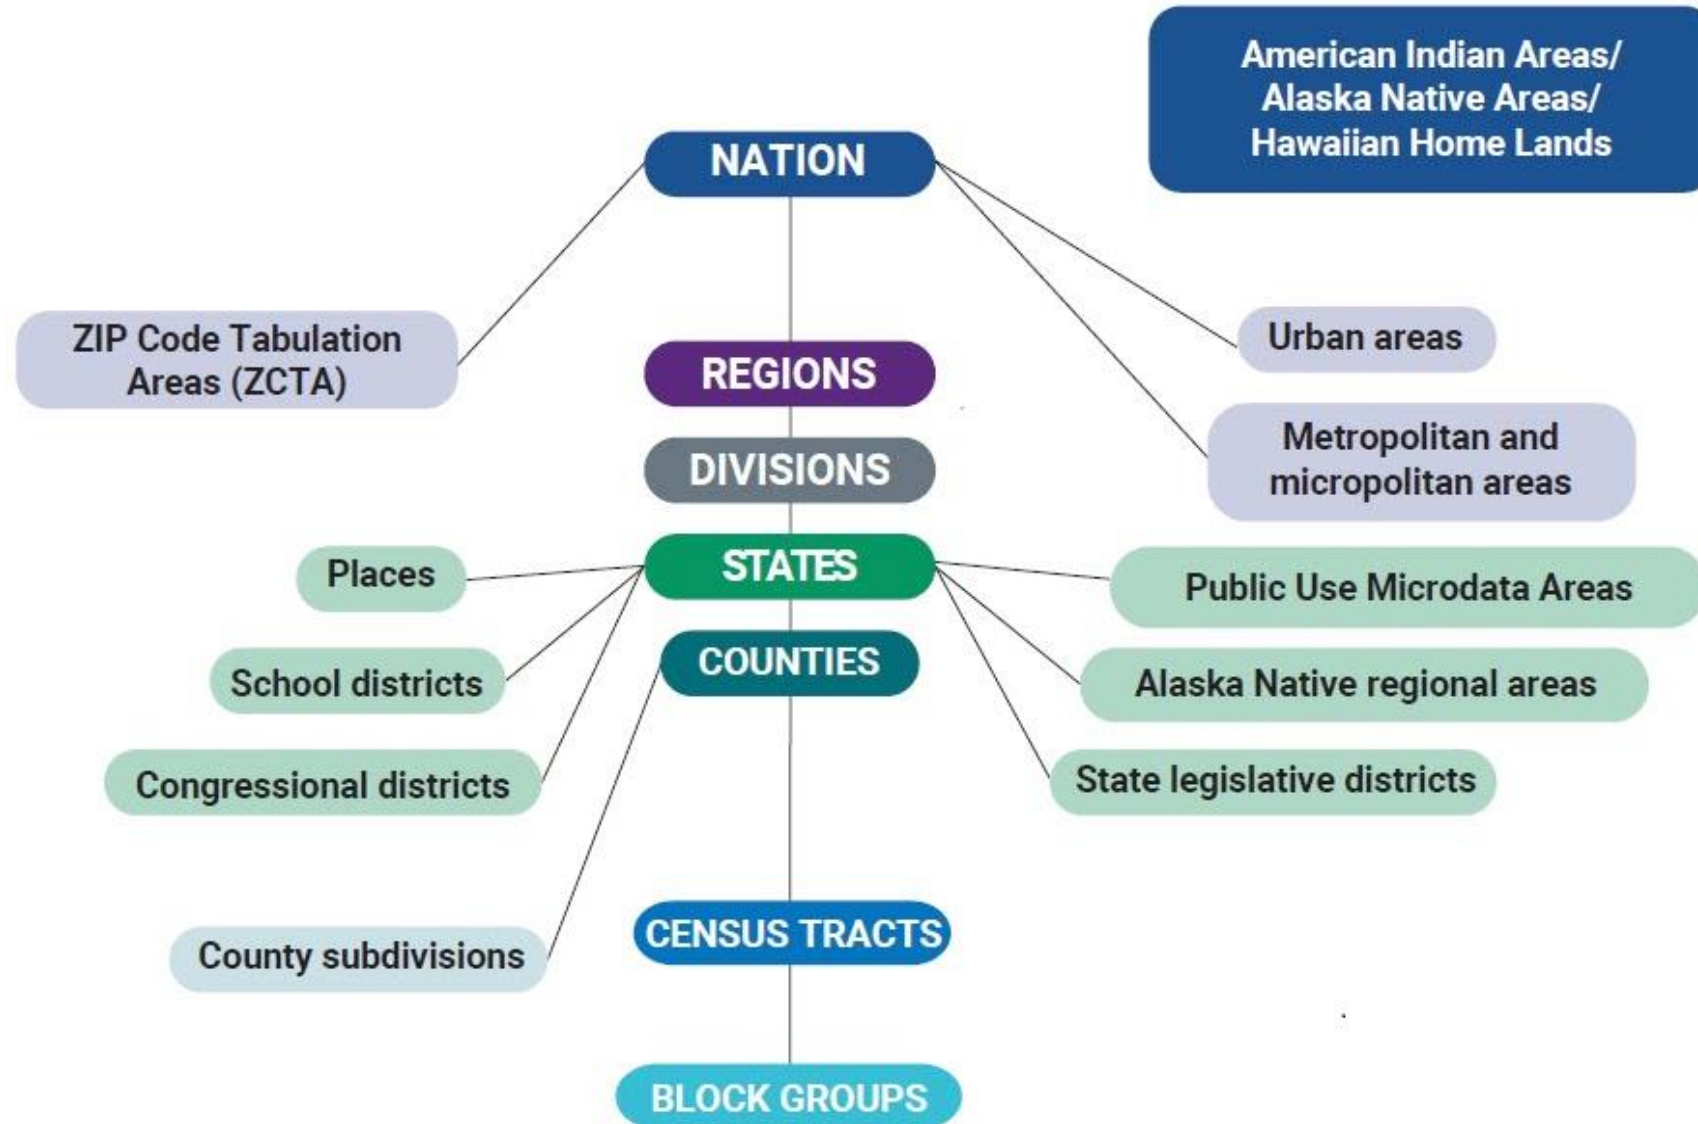 American Indian Areas/
Alaska Native Areas/
Hawaiian Home Lands
NATION
ZIP Code Tabulation
Areas (ZCTA)
Urban areas
REGIONS
Metropolitan and
micropolitan areas
DIVISIONS
Places
STATES
Public Use Microdata Areas
School districts
COUNTIES
Alaska Native regional areas
Congressional districts
State legislative districts
County subdivisions
CENSUS TRACTS
BLOCK GROUPS